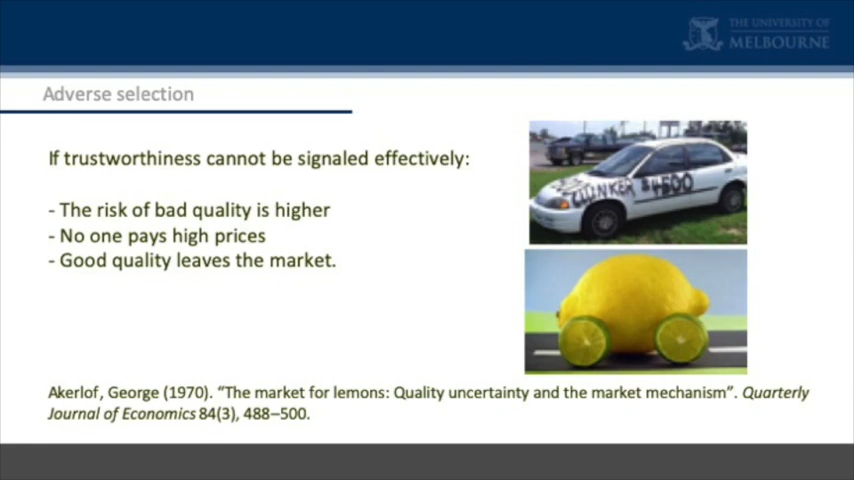 THE UNIVERSITY OF
MELBOURNE
Adverse selection
If trustworthiness cannot be signaled effectively:
- The risk of bad quality is higher
- No one pays high prices
- Good quality leaves the market.
CLUNKER $4500
Akerlof, George (1970). “The market for lemons: Quality uncertainty and the market mechanism”. Quarterly
Journal of Economics 84(3), 488–500.